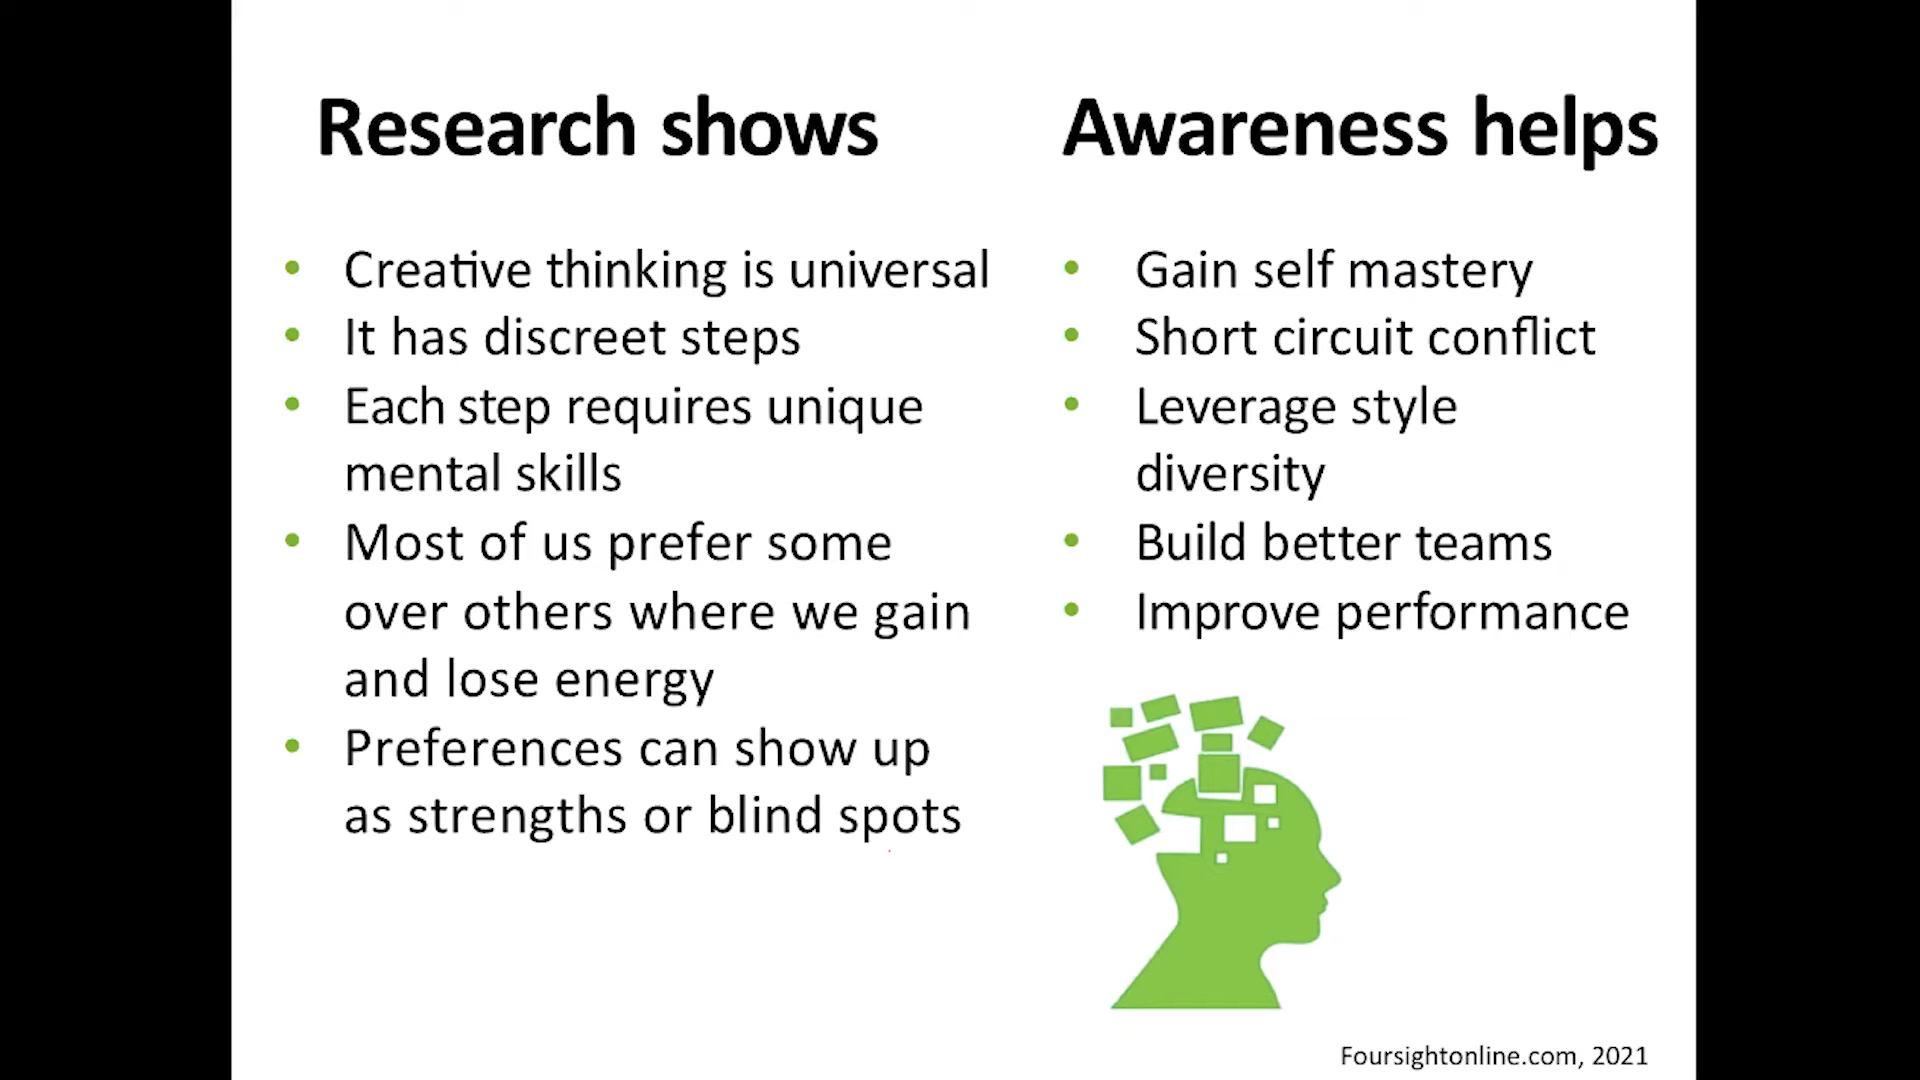 Research shows
• Creative thinking is universal
• It has discreet steps
• Each step requires unique
mental skills
• Most of us prefer some
over others where we gain
and lose energy
• Preferences can show up
as strengths or blind spots
Awareness helps
• Gain self mastery
• Short circuit conflict
• Leverage style
diversity
• Build better teams
• Improve performance
Foursightonline.com, 2021